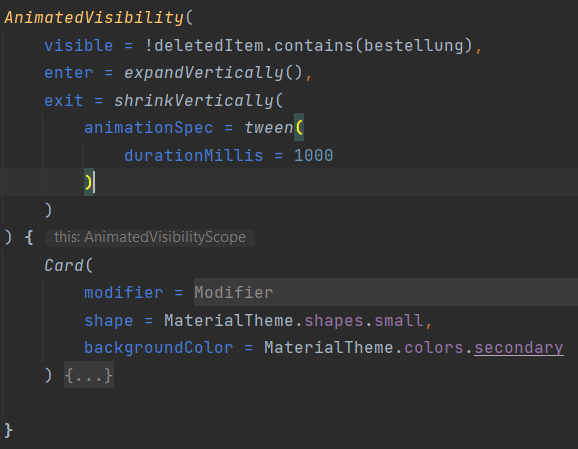 AnimatedVisibility(
    visible = !deletedItem.contains(bestellung),
    enter = expandVertically(),
    exit = shrinkVertically(
        animationSpec = tween(
            durationMillis = 1000
        )
    )
) { this: AnimatedVisibilityScope
    Card(
        modifier = Modifier
        shape = MaterialTheme.shapes.small,
        backgroundColor = MaterialTheme.colors.secondary
    ) {...}
}